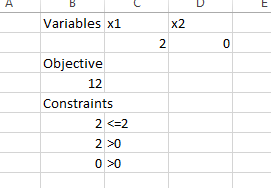 A B C D E
Variables x1 x2
2 0
Objective
12
Constraints
2 <=2
2 >0
0 >0